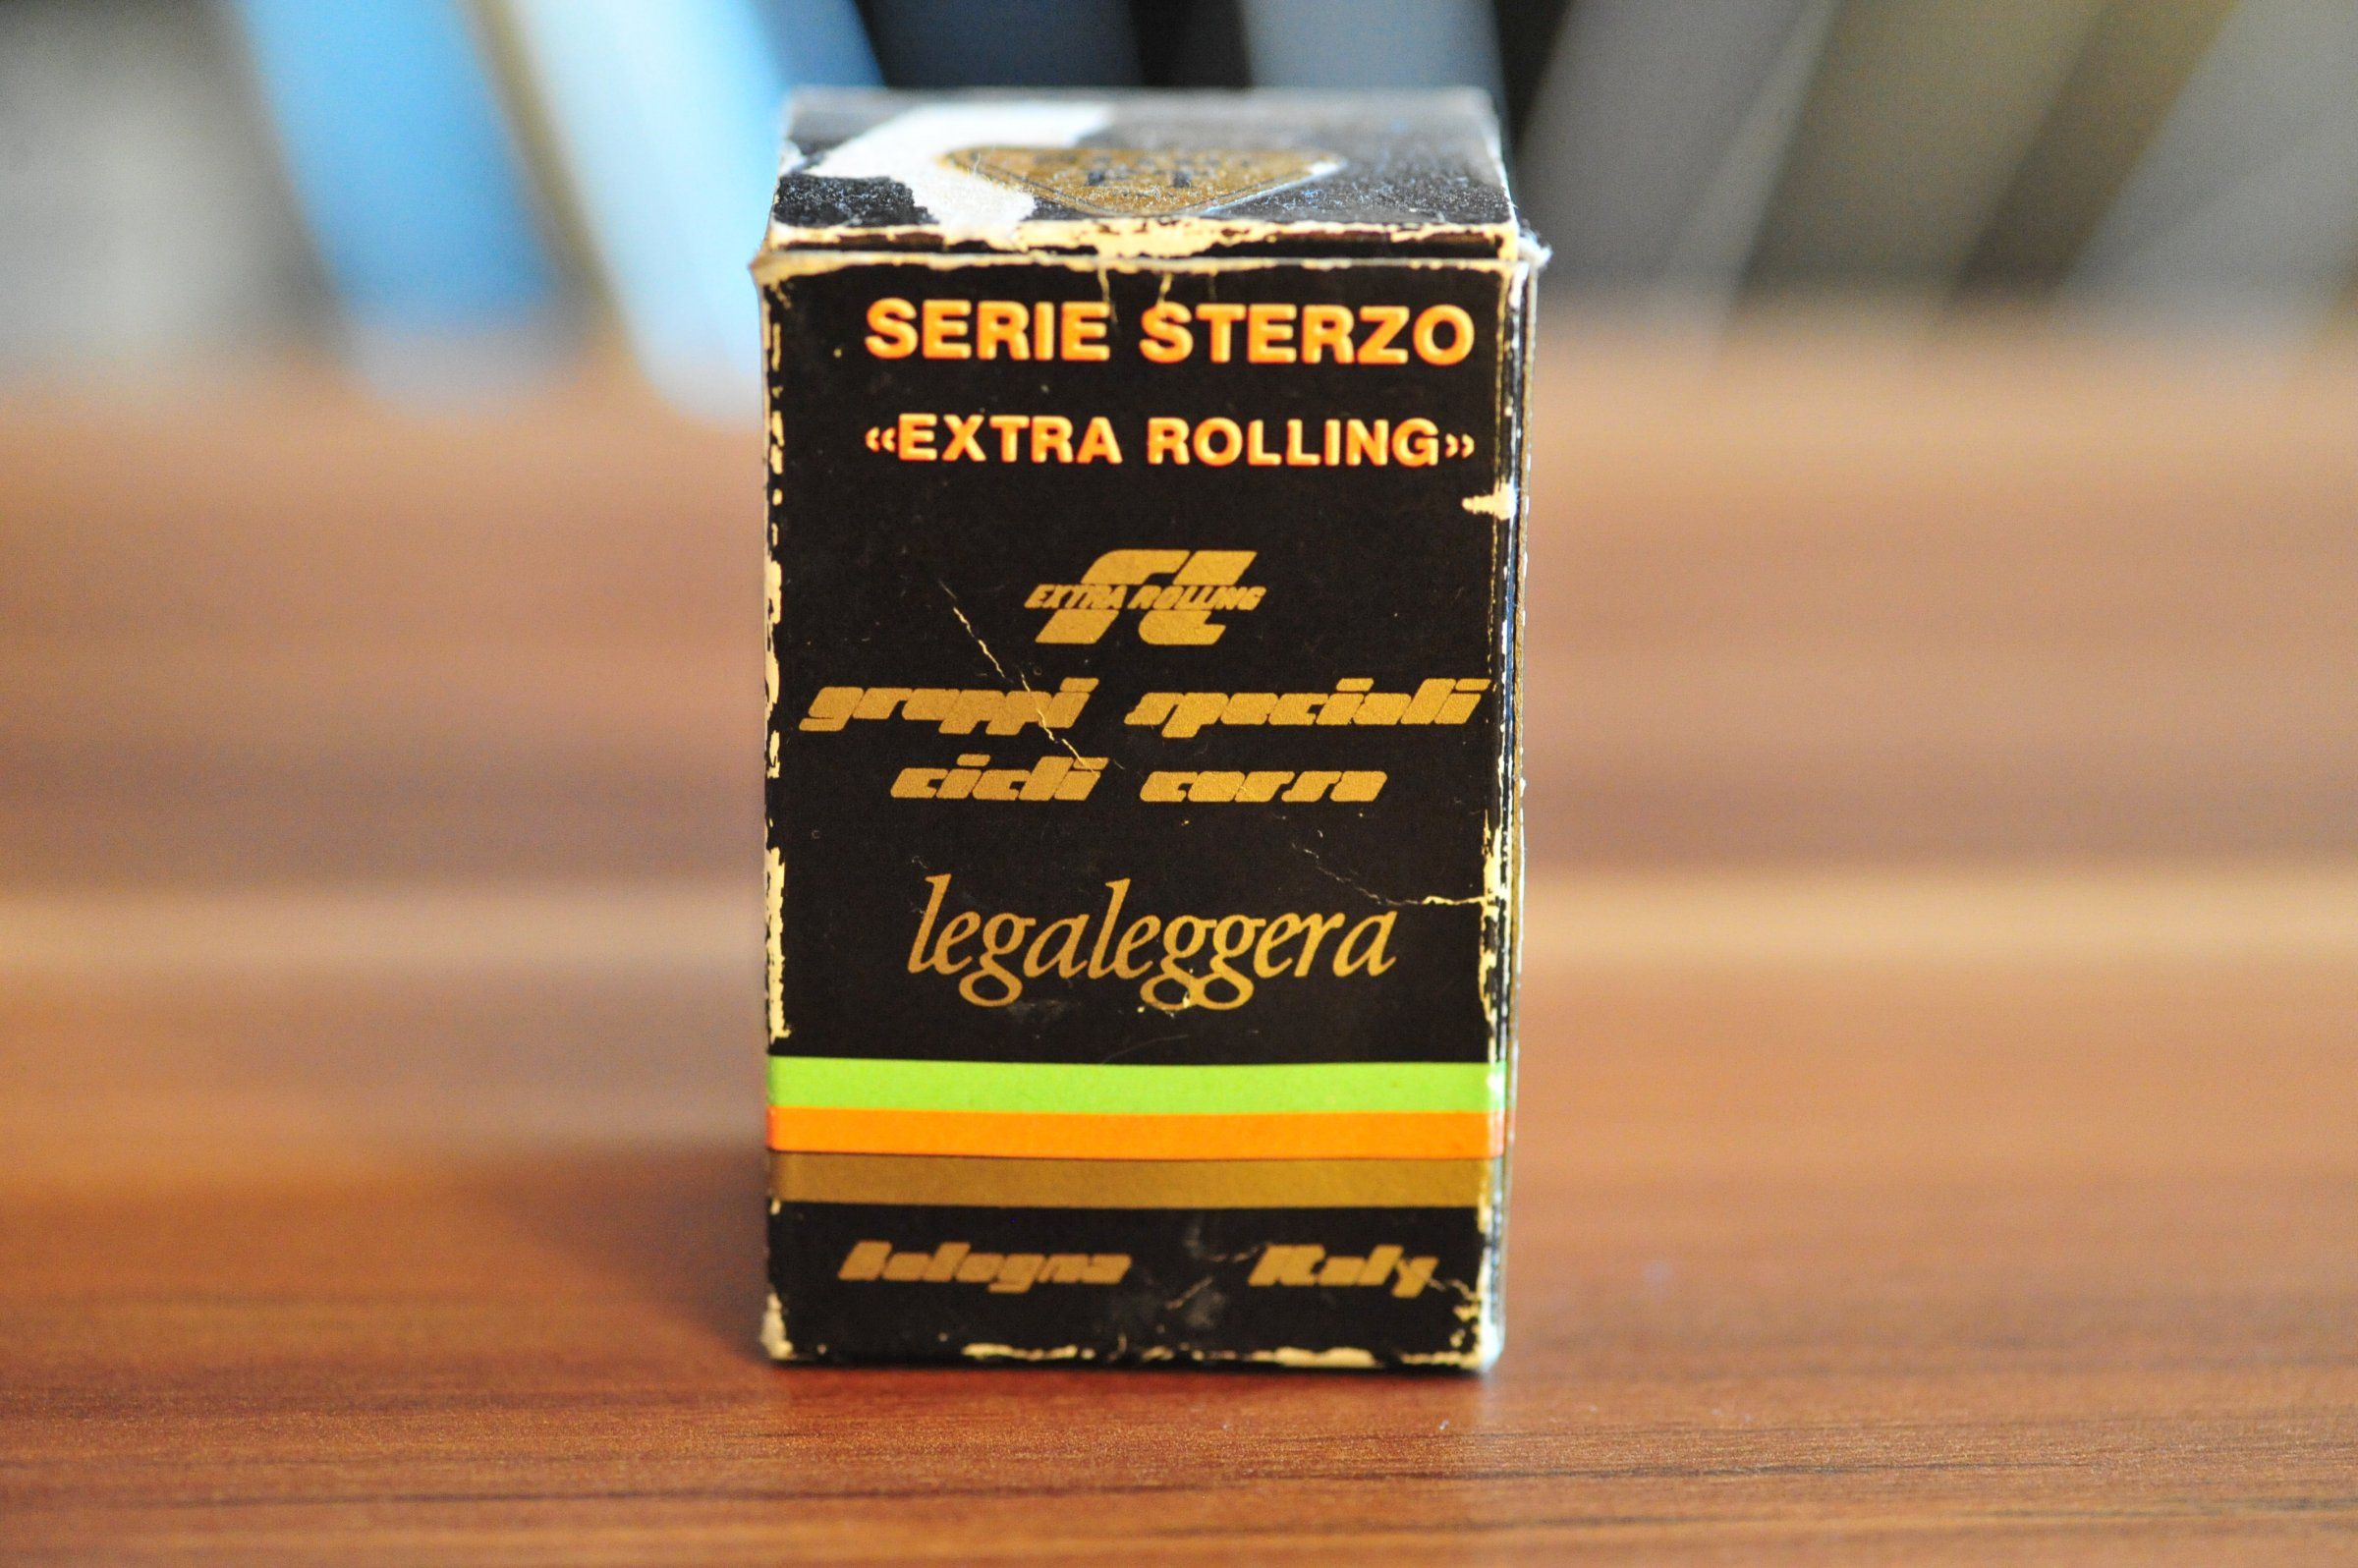 SERIE STERZO
«EXTRA ROLLING»
EXTRA ROLLING
gruppi speciali
cicli corsa
legaleggera
bologna Italy